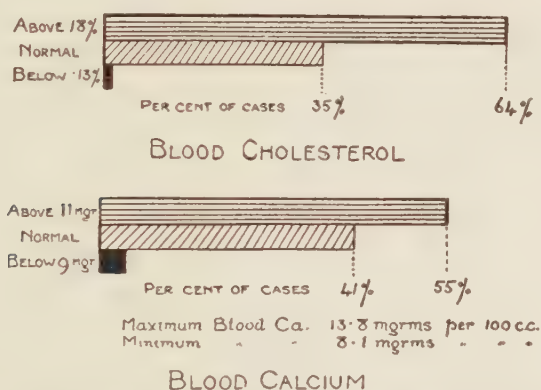 ABOVE ·18%
NORMAL
BELOW ·13%
PER CENT OF CASES 35% 64%
BLOOD CHOLESTEROL
ABOVE 11 mgr
NORMAL
BELOW 9 mgr
PER CENT OF CASES 41% 55%
Maximum Blood Ca. 13·8 mgrms per 100 c.c.
Minimum " " 8·1 mgrms " " "
BLOOD CALCIUM